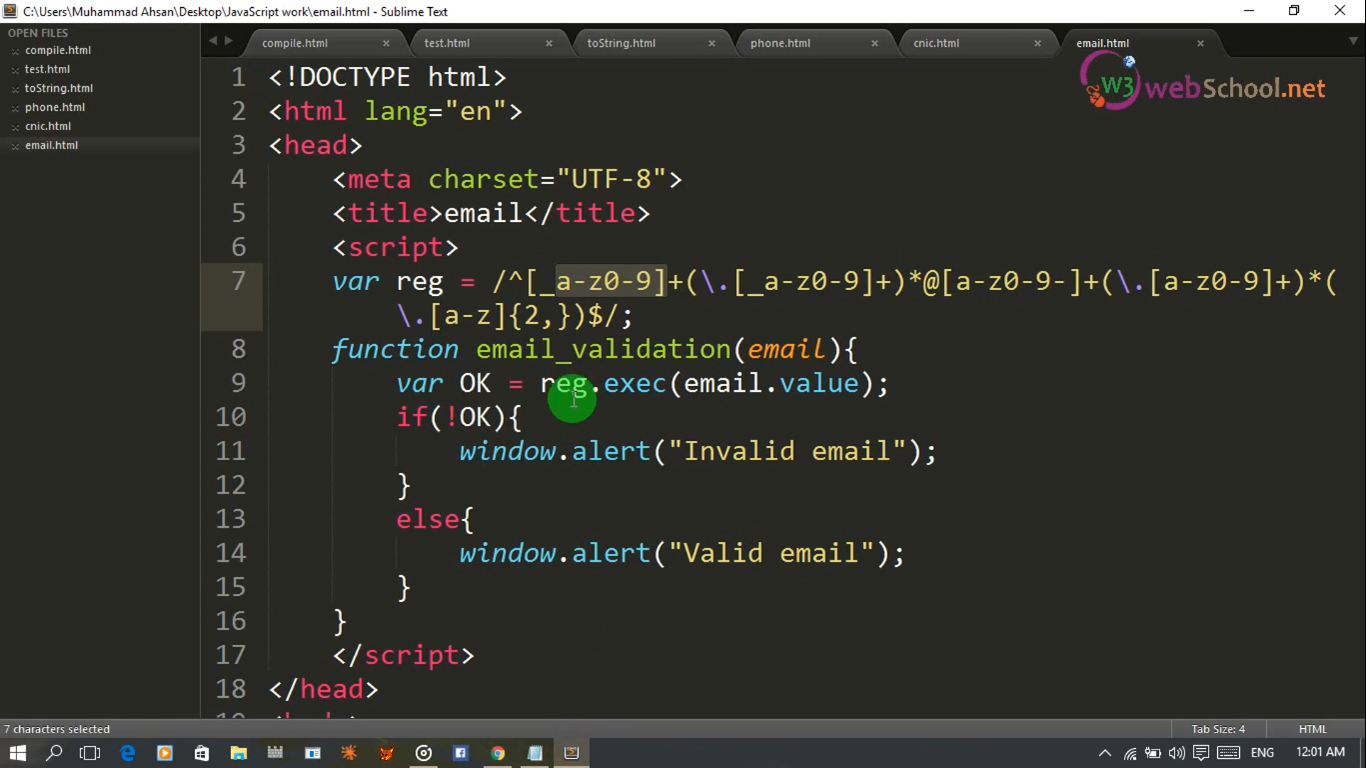 C:\Users\Muhammad Ahsan\Desktop\JavaScript work\email.html - Sublime Text
OPEN FILES
compile.html
test.html
toString.html
phone.html
cnic.html
email.html
compile.html
test.html
toString.html
phone.html
cnic.html
email.html
W3 webSchool.net
1 <!DOCTYPE html>
2 <html lang="en">
3 <head>
4 <meta charset="UTF-8">
5 <title>email</title>
6 <script>
7 var reg = /^[_a-z0-9]+(\.[_a-z0-9]+)*@[a-z0-9-]+(\.[a-z0-9]+)*(
\.[a-z]{2,})$/;
8 function email_validation(email){
9 var OK = reg.exec(email.value);
10 if(!OK){
11 window.alert("Invalid email");
12 }
13 else{
14 window.alert("Valid email");
15 }
16 }
17 </script>
18 </head>
7 characters selected
Tab Size: 4
HTML
ENG
12:01 AM